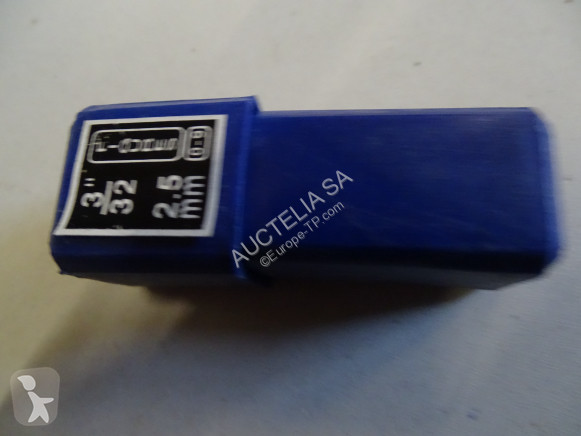 3"
32
2.5
mm
AUCTELIA SA
©Europe-TP.com